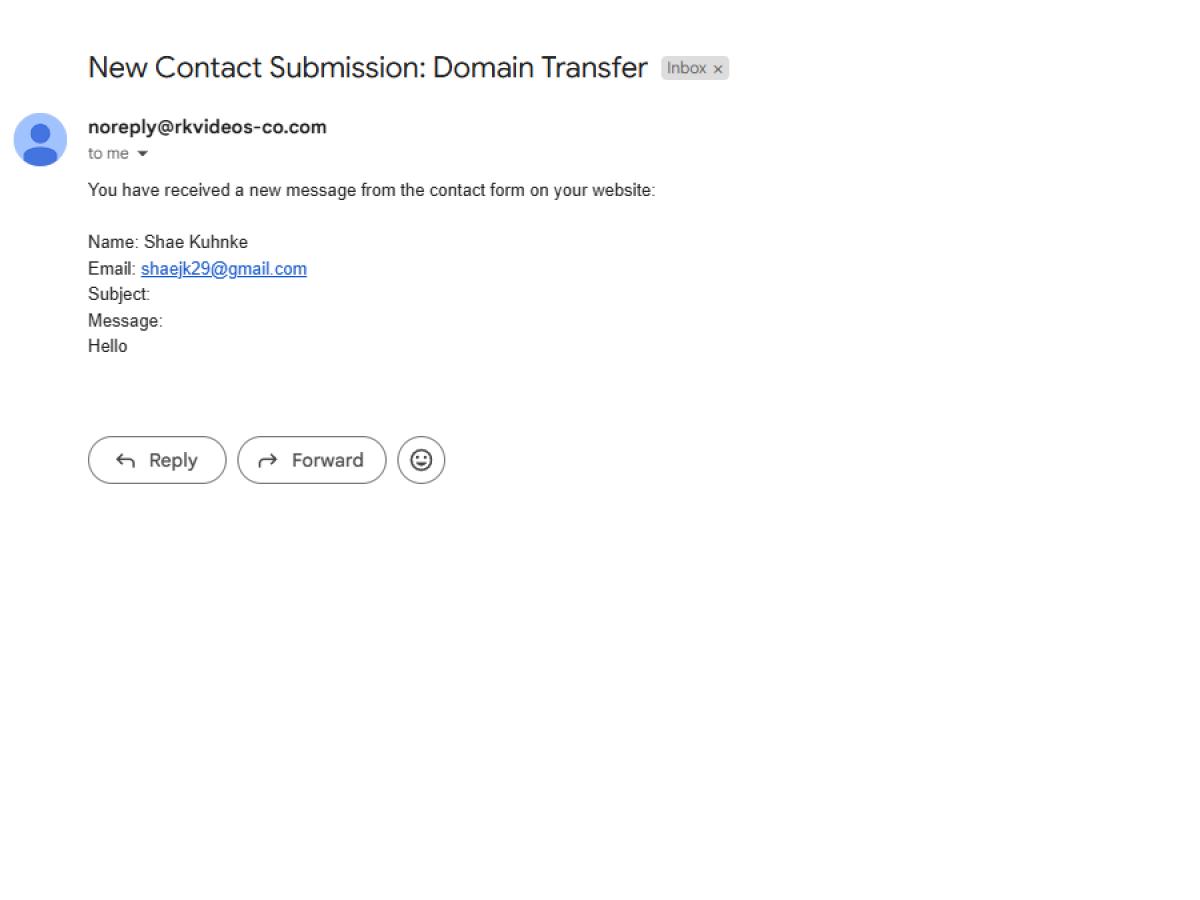 New Contact Submission: Domain Transfer Inbox ×
noreply@rkvideos-co.com
to me
You have received a new message from the contact form on your website:
Name: Shae Kuhnke
Email: shaejk29@gmail.com
Subject:
Message:
Hello
Reply Forward